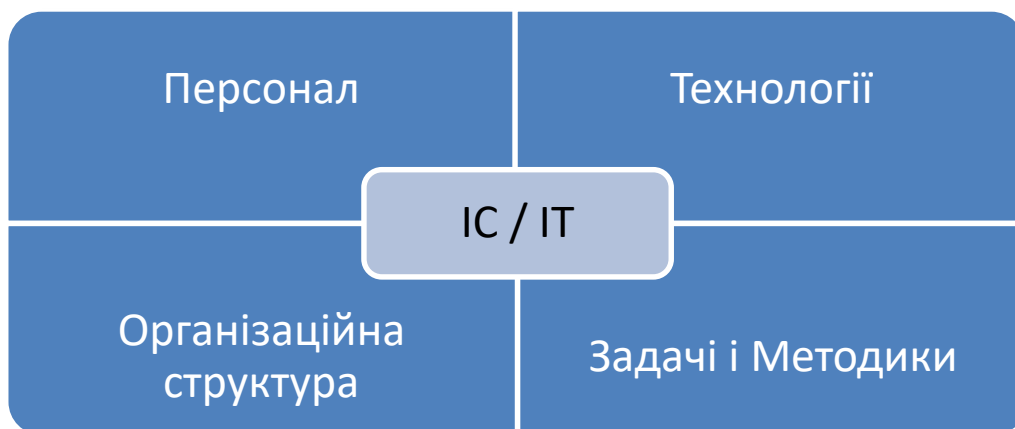 Персонал
Технології
ІС / ІТ
Організаційна
структура
Задачі і Методики